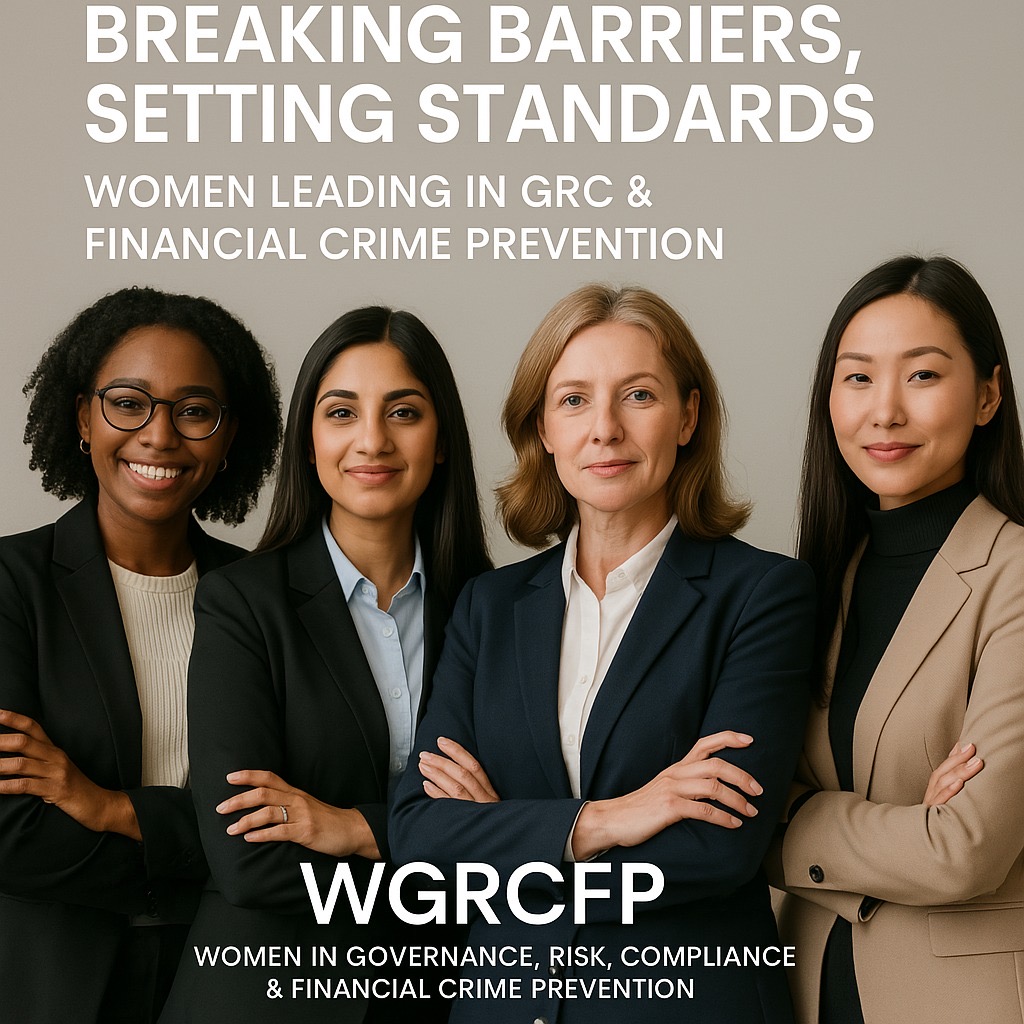 BREAKING BARRIERS,
SETTING STANDARDS
WOMEN LEADING IN GRC &
FINANCIAL CRIME PREVENTION
WGRCFP
WOMEN IN GOVERNANCE, RISK, COMPLIANCE
& FINANCIAL CRIME PREVENTION